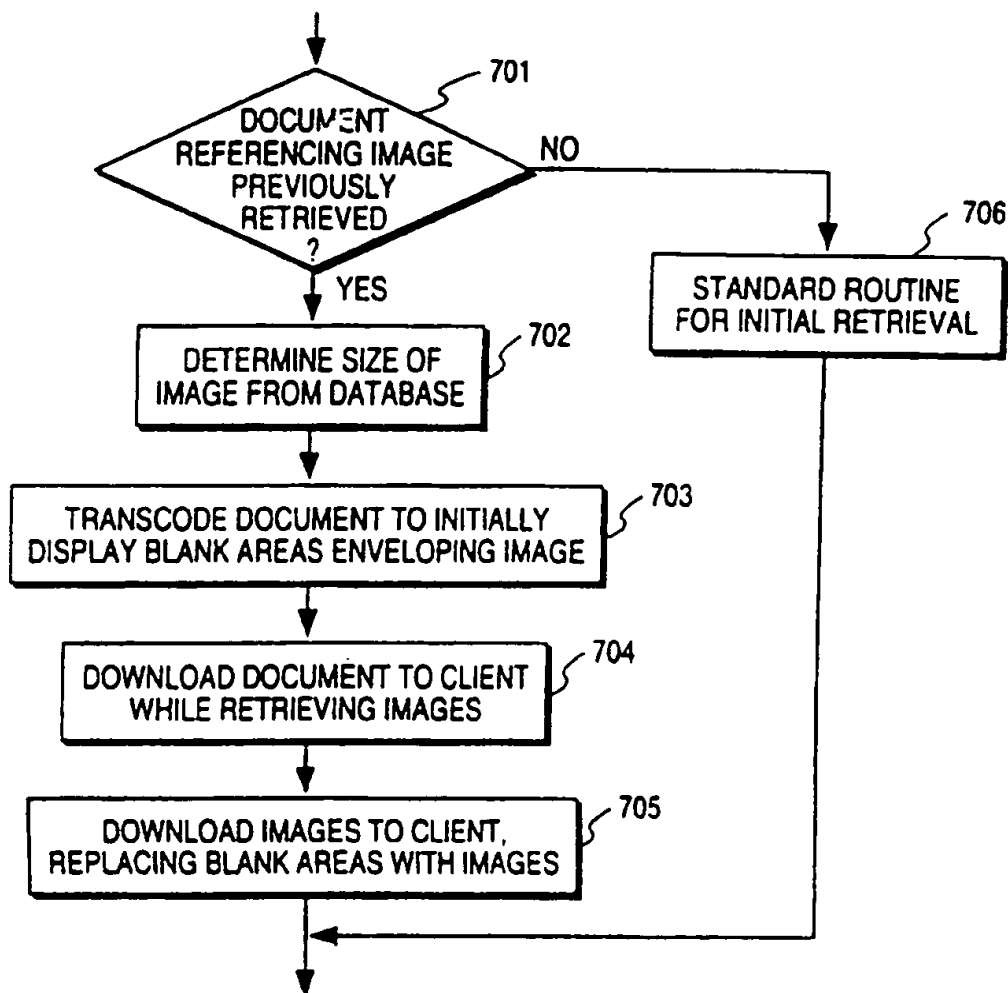 701
DOCUMENT
REFERENCING IMAGE
PREVIOUSLY
RETRIEVED
?
NO
YES
706
STANDARD ROUTINE
FOR INITIAL RETRIEVAL
702
DETERMINE SIZE OF
IMAGE FROM DATABASE
703
TRANSCODE DOCUMENT TO INITIALLY
DISPLAY BLANK AREAS ENVELOPING IMAGE
704
DOWNLOAD DOCUMENT TO CLIENT
WHILE RETRIEVING IMAGES
705
DOWNLOAD IMAGES TO CLIENT,
REPLACING BLANK AREAS WITH IMAGES